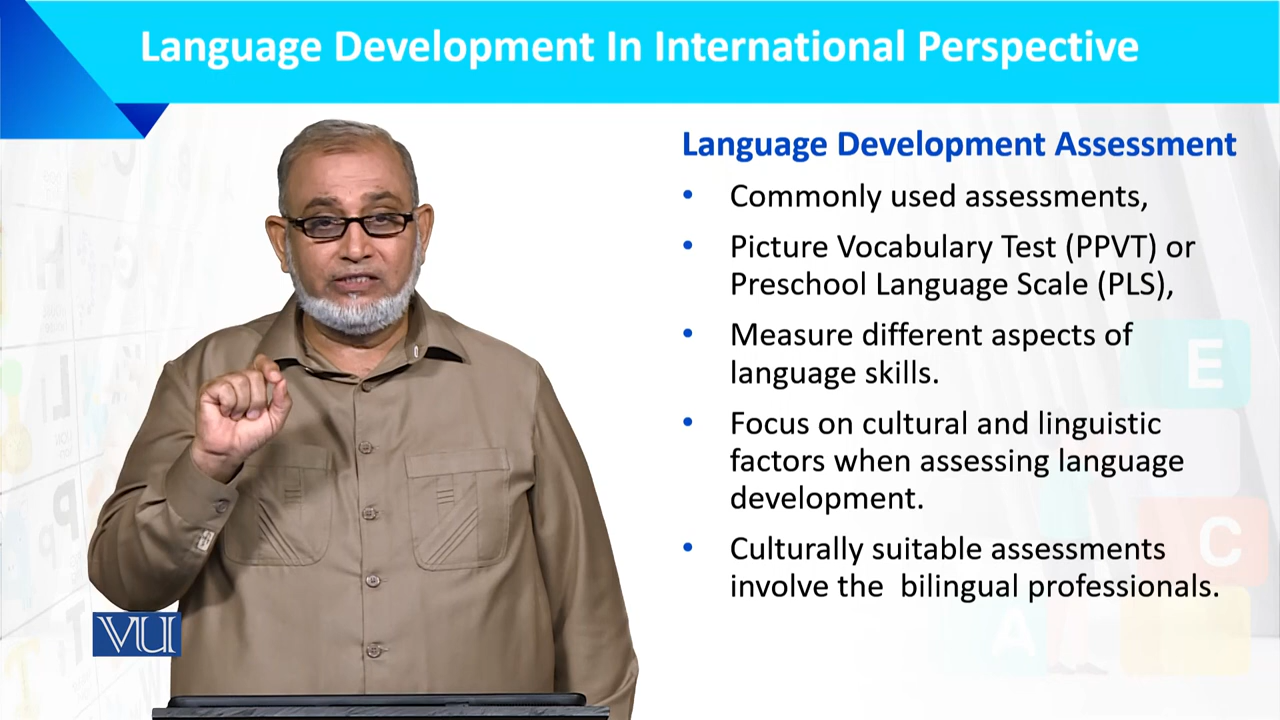 Language Development In International Perspective
Language Development Assessment
• Commonly used assessments,
• Picture Vocabulary Test (PPVT) or
Preschool Language Scale (PLS),
• Measure different aspects of
language skills.
• Focus on cultural and linguistic
factors when assessing language
development.
• Culturally suitable assessments
involve the  bilingual professionals.
E
C
A
VU